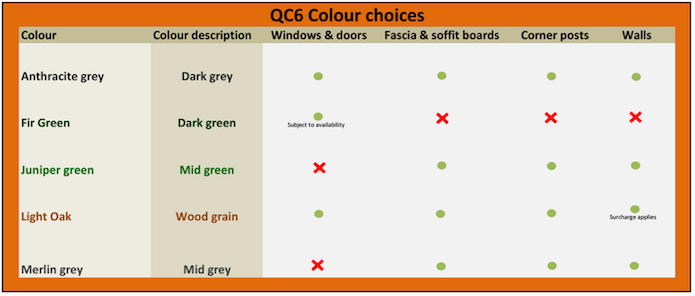 QC6 Colour choices
Colour Colour description Windows & doors Fascia & soffit boards Corner posts Walls
Anthracite grey Dark grey
Fir Green Dark green
Subject to availability
Juniper green Mid green
Light Oak Wood grain
Surcharge applies
Merlin grey Mid grey